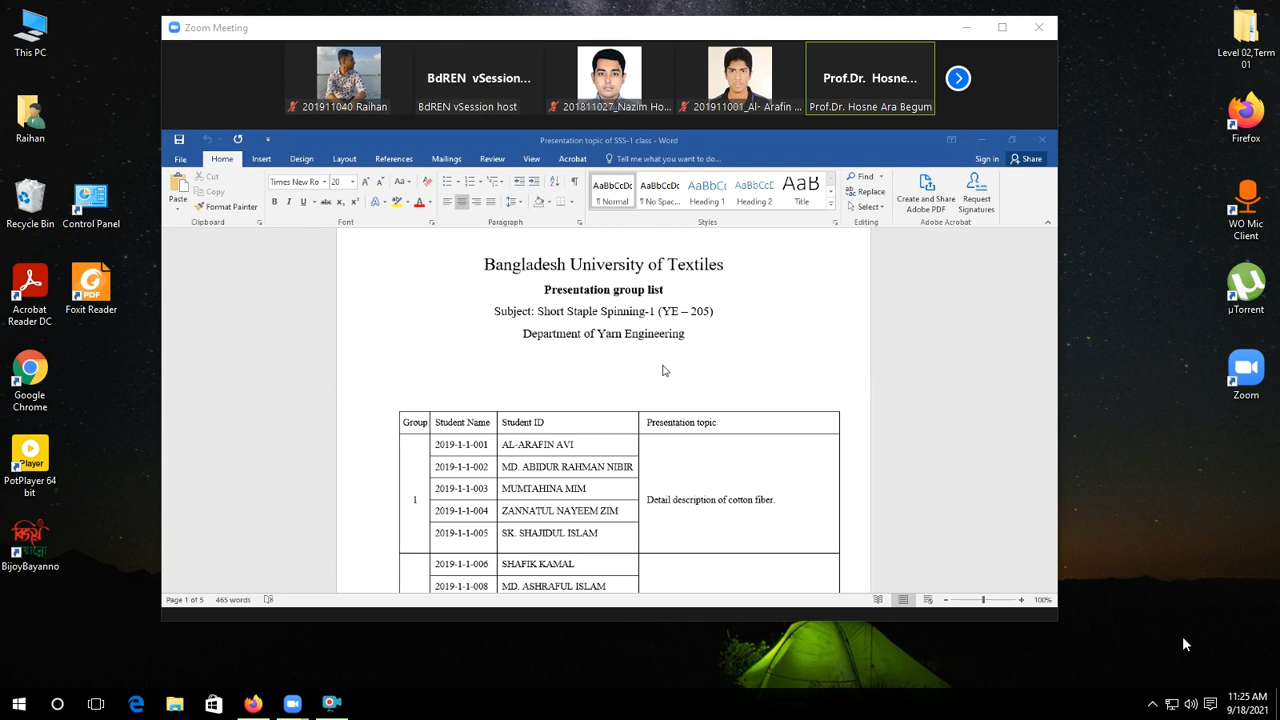 This PC
Raihan
Recycle Bin
Control Panel
Acrobat
Reader DC
Foxit Reader
Google
Chrome
PotPlayer 64
bit
BijoyBayanno
Level 02,Term
01
Firefox
WO Mic
Client
µTorrent
Zoom
Zoom Meeting
201911040 Raihan
BdREN vSession...
BdREN vSession host
201811027_Nazim Ho...
201911001_Al- Arafin ...
Prof.Dr. Hosne...
Prof.Dr. Hosne Ara Begum
Presentation topic of SSS-1 class - Word
File Home Insert Design Layout References Mailings Review View Acrobat Tell me what you want to do... Sign in Share
Paste
Cut
Copy
Format Painter
Clipboard
Times New Ro 20
Font
Paragraph
AaBbCcDc AaBbCcDc AaBbCc AaBbCcD AaB
¶ Normal ¶ No Spac... Heading 1 Heading 2 Title
Styles
Find
Replace
Select
Editing
Create and Share
Adobe PDF
Request
Signatures
Adobe Acrobat
Bangladesh University of Textiles
Presentation group list
Subject: Short Staple Spinning-1 (YE – 205)
Department of Yarn Engineering
Group Student Name Student ID Presentation topic
2019-1-1-001 AL-ARAFIN AVI
2019-1-1-002 MD. ABIDUR RAHMAN NIBIR
1 2019-1-1-003 MUMTAHINA MIM Detail description of cotton fiber.
2019-1-1-004 ZANNATUL NAYEEM ZIM
2019-1-1-005 SK. SHAJIDUL ISLAM
2019-1-1-006 SHAFIK KAMAL
2019-1-1-008 MD. ASHRAFUL ISLAM
Page 1 of 5 465 words 100%
11:25 AM
9/18/2021